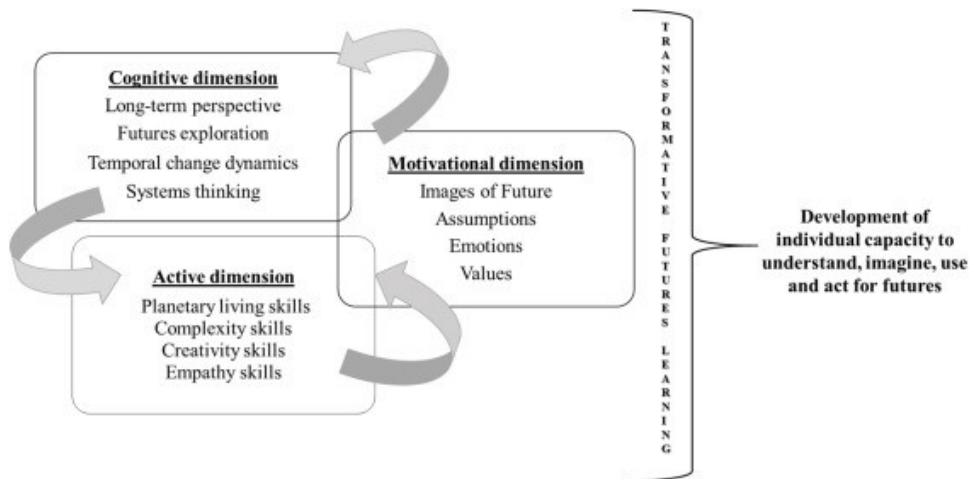 Cognitive dimension
Long-term perspective
Futures exploration
Temporal change dynamics
Systems thinking
Motivational dimension
Images of Future
Assumptions
Emotions
Values
Active dimension
Planetary living skills
Complexity skills
Creativity skills
Empathy skills
TRANSFORMATIVE FUTURES LEARNING
Development of
individual capacity to
understand, imagine, use
and act for futures